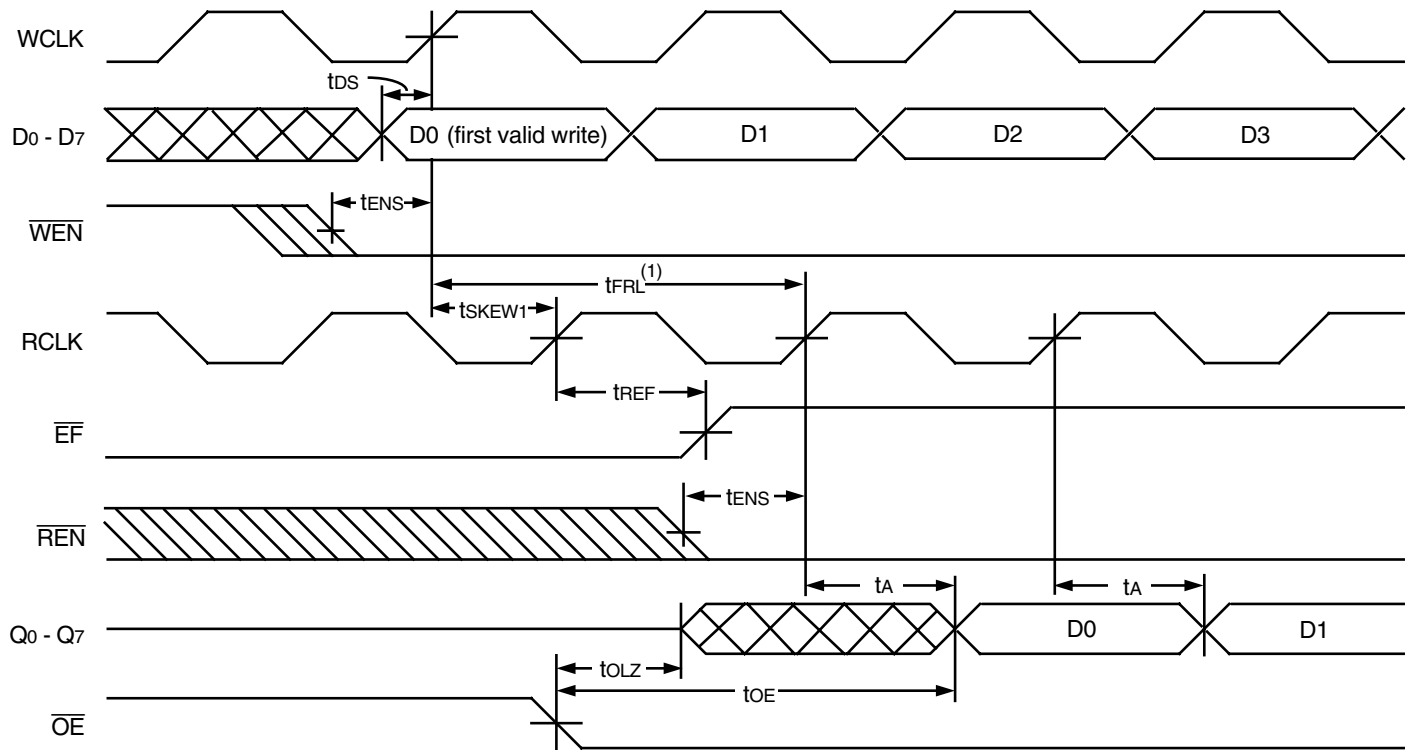 WCLK
tDS
D0 - D7
D0 (first valid write)
D1
D2
D3
WEN
tENS
tFRL(1)
tSKEW1
RCLK
tREF
EF
tENS
REN
tA
tA
Q0 - Q7
D0
D1
tOLZ
tOE
OE